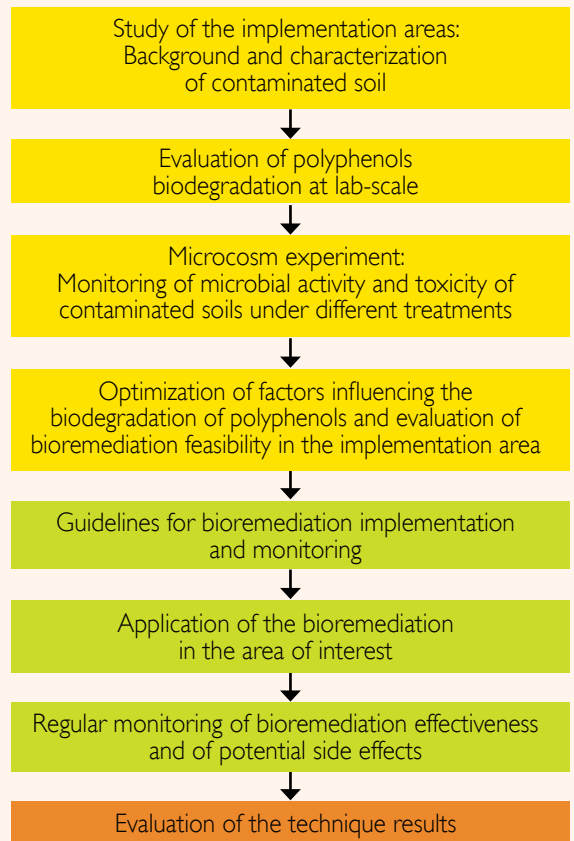 Study of the implementation areas:
Background and characterization
of contaminated soil
Evaluation of polyphenols
biodegradation at lab-scale
Microcosm experiment:
Monitoring of microbial activity and toxicity of
contaminated soils under different treatments
Optimization of factors influencing the
biodegradation of polyphenols and evaluation of
bioremediation feasibility in the implementation area
Guidelines for bioremediation implementation
and monitoring
Application of the bioremediation
in the area of interest
Regular monitoring of bioremediation effectiveness
and of potential side effects
Evaluation of the technique results